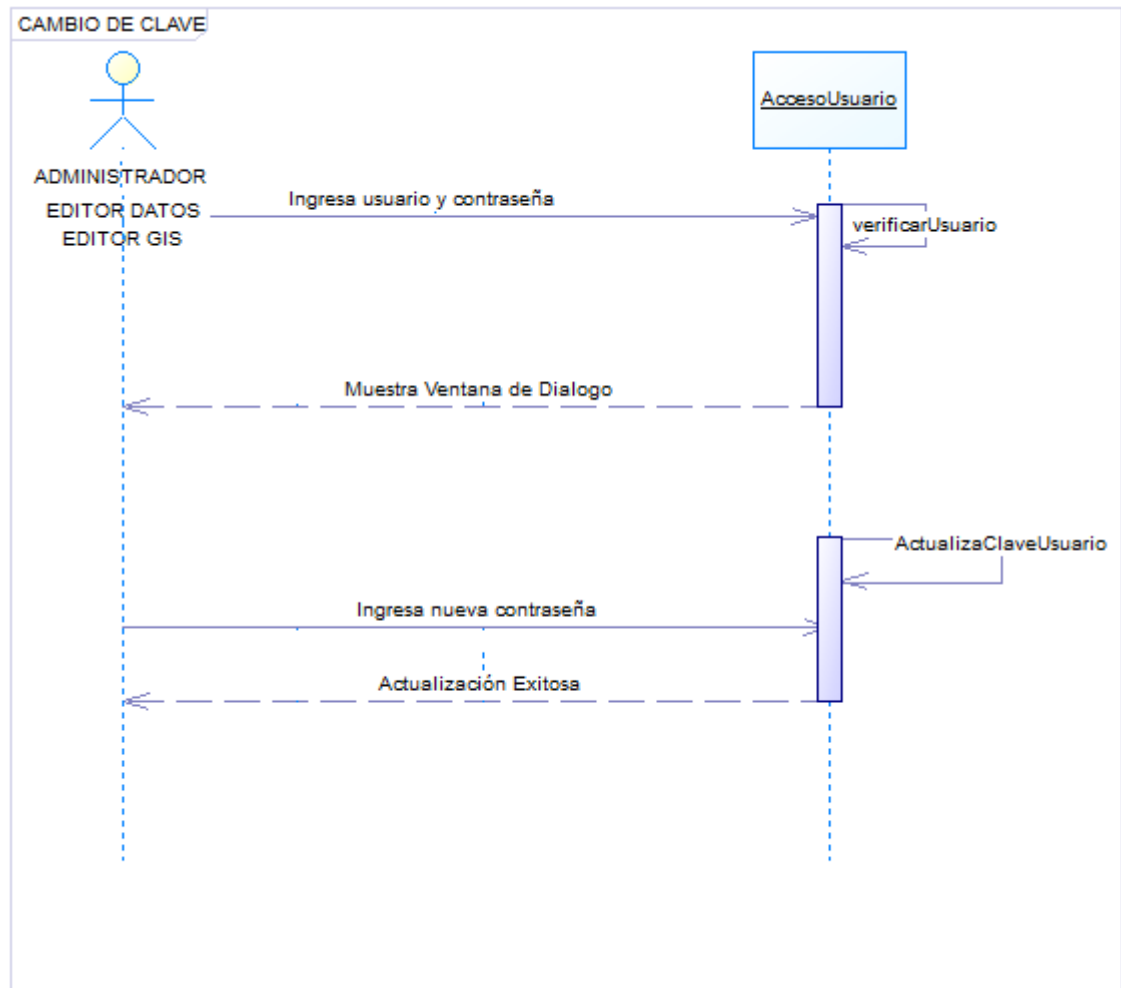 CAMBIO DE CLAVE
AccesoUsuario
ADMINISTRADOR
EDITOR DATOS
EDITOR GIS
Ingresa usuario y contraseña
verificarUsuario
Muestra Ventana de Dialogo
ActualizaClaveUsuario
Ingresa nueva contraseña
Actualización Exitosa